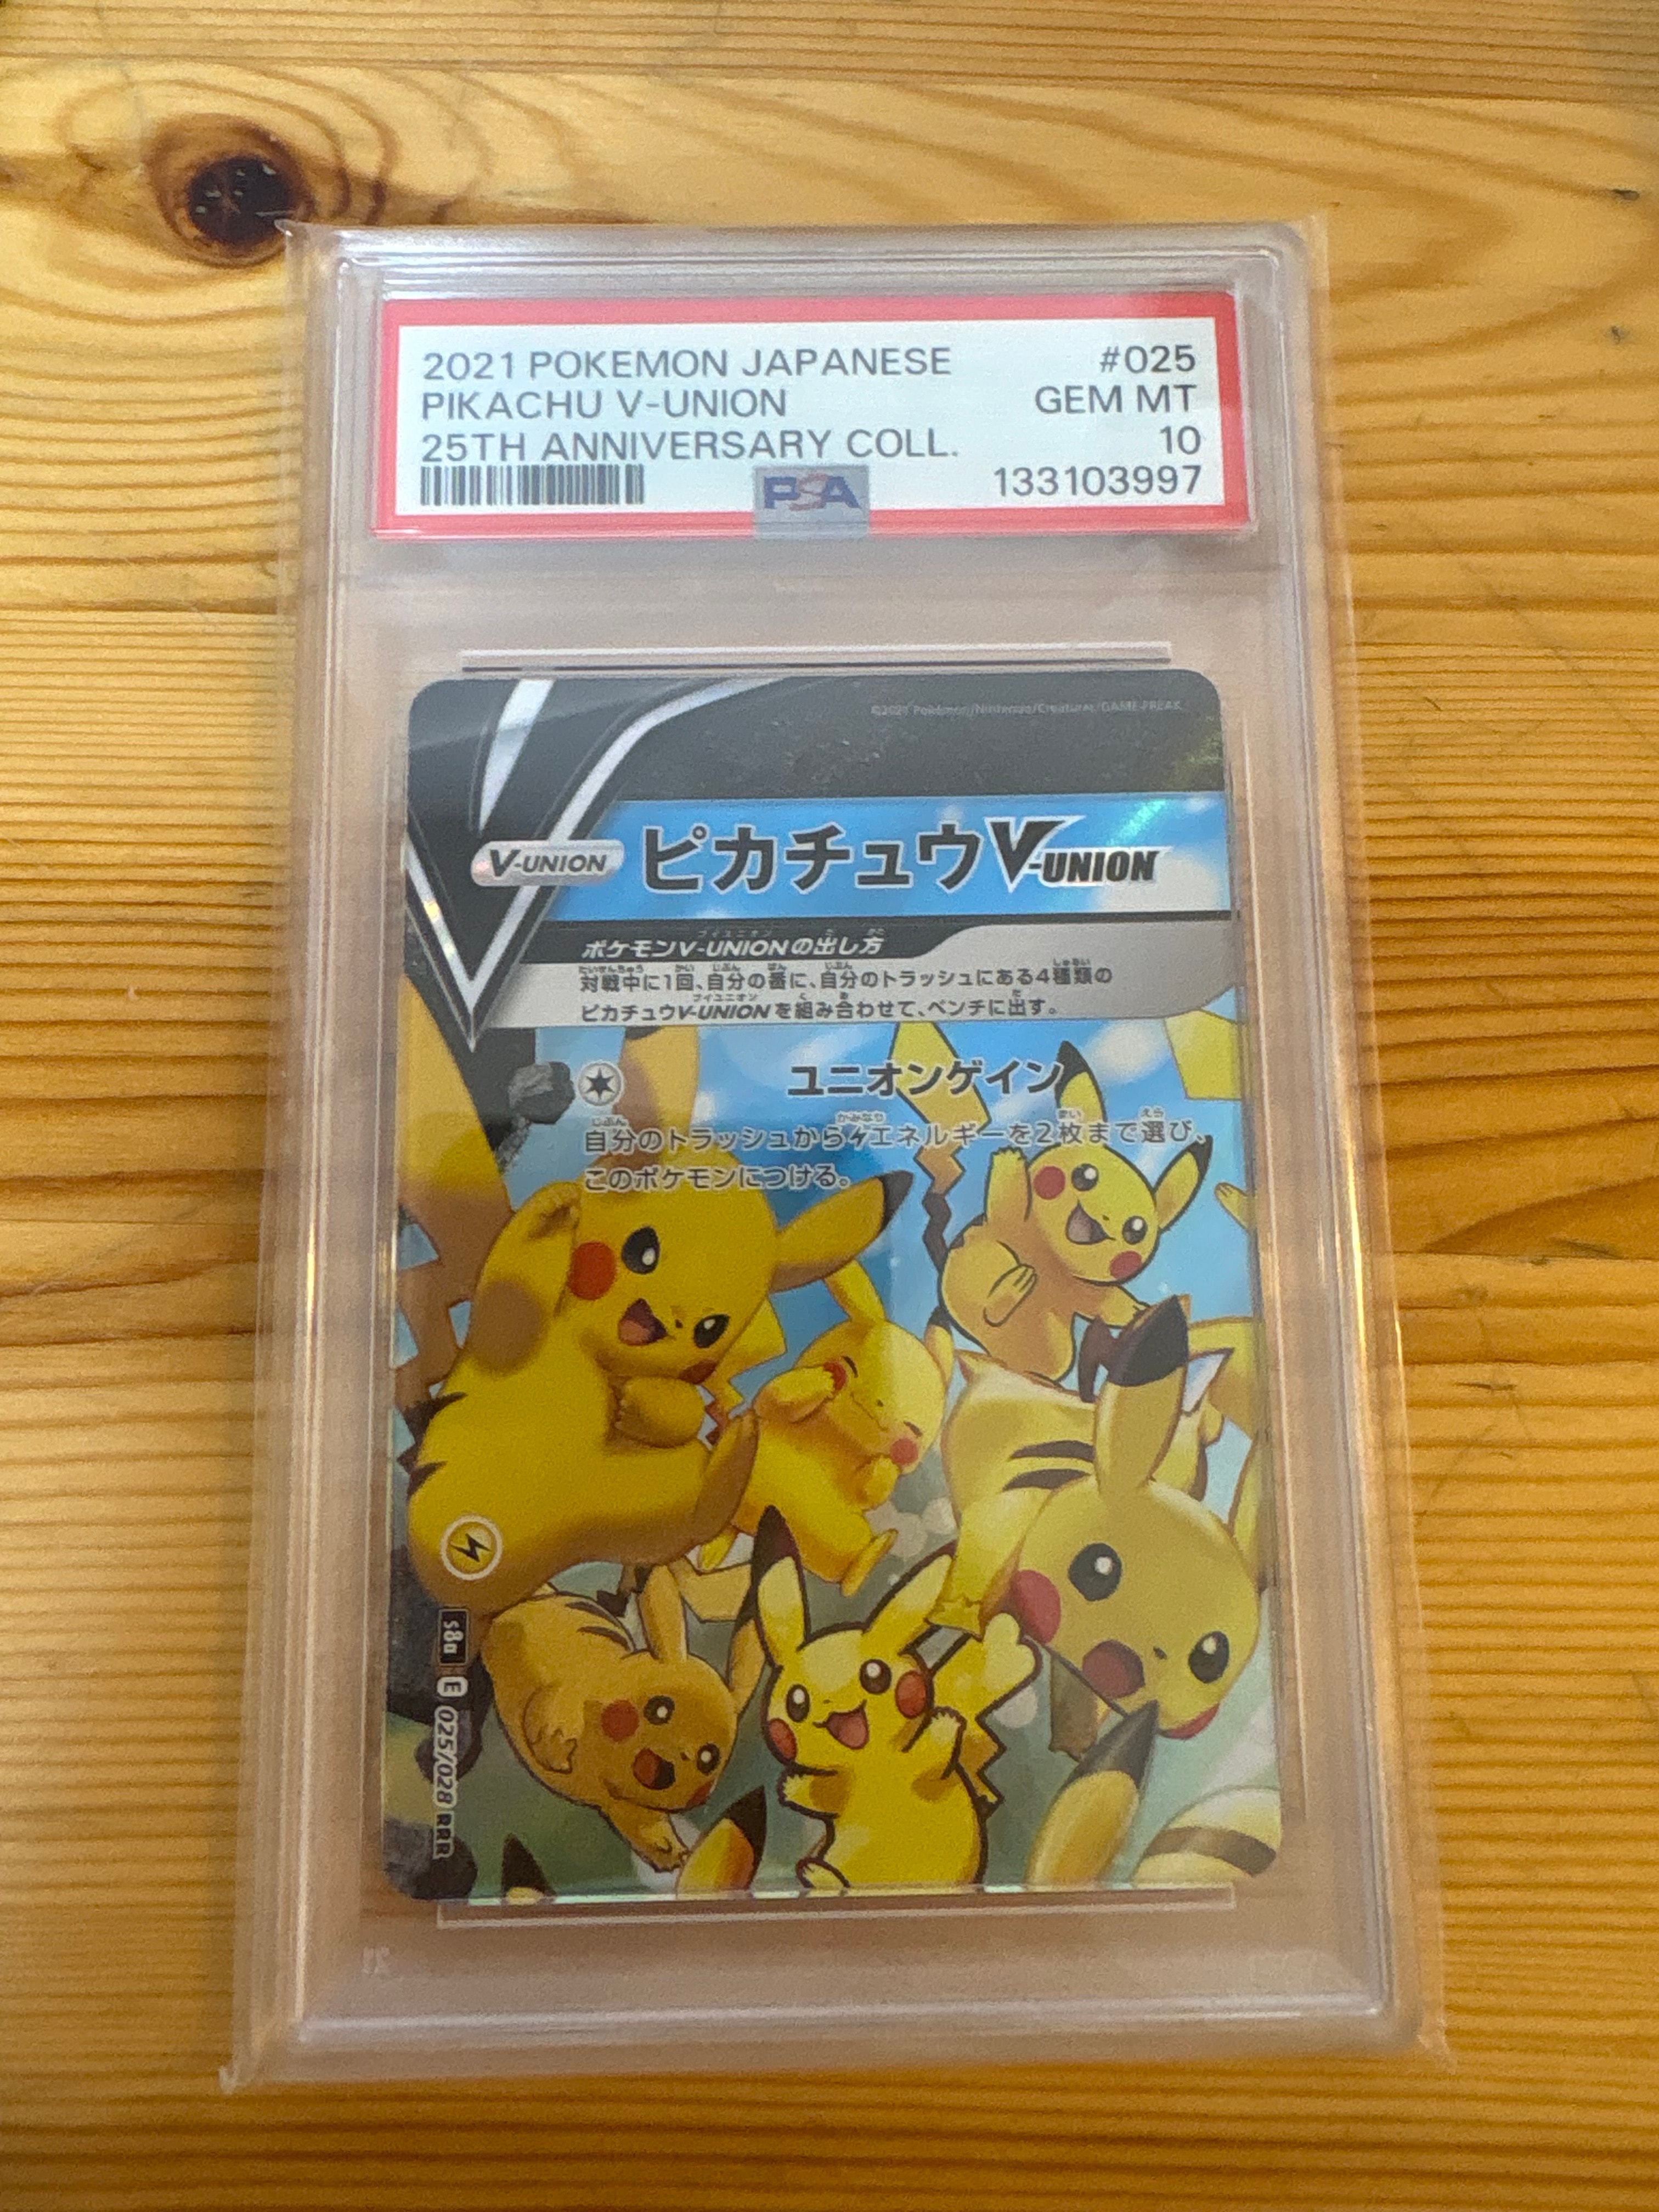 2021 POKEMON JAPANESE #025
PIKACHU V-UNION GEM MT
25TH ANNIVERSARY COLL. 10
PSA 133103997
©2021 Pokémon/Nintendo/Creatures/GAME FREAK
V-UNION ピカチュウV-UNION
ポケモンV-UNIONの出し方
対戦中に1回、自分の番に、自分のトラッシュにある4種類の
ピカチュウV-UNIONを組み合わせて、ベンチに出す。
ユニオンゲイン
自分のトラッシュからエネルギーを2枚まで選び、
このポケモンにつける。
s8a E 025/028 RRR